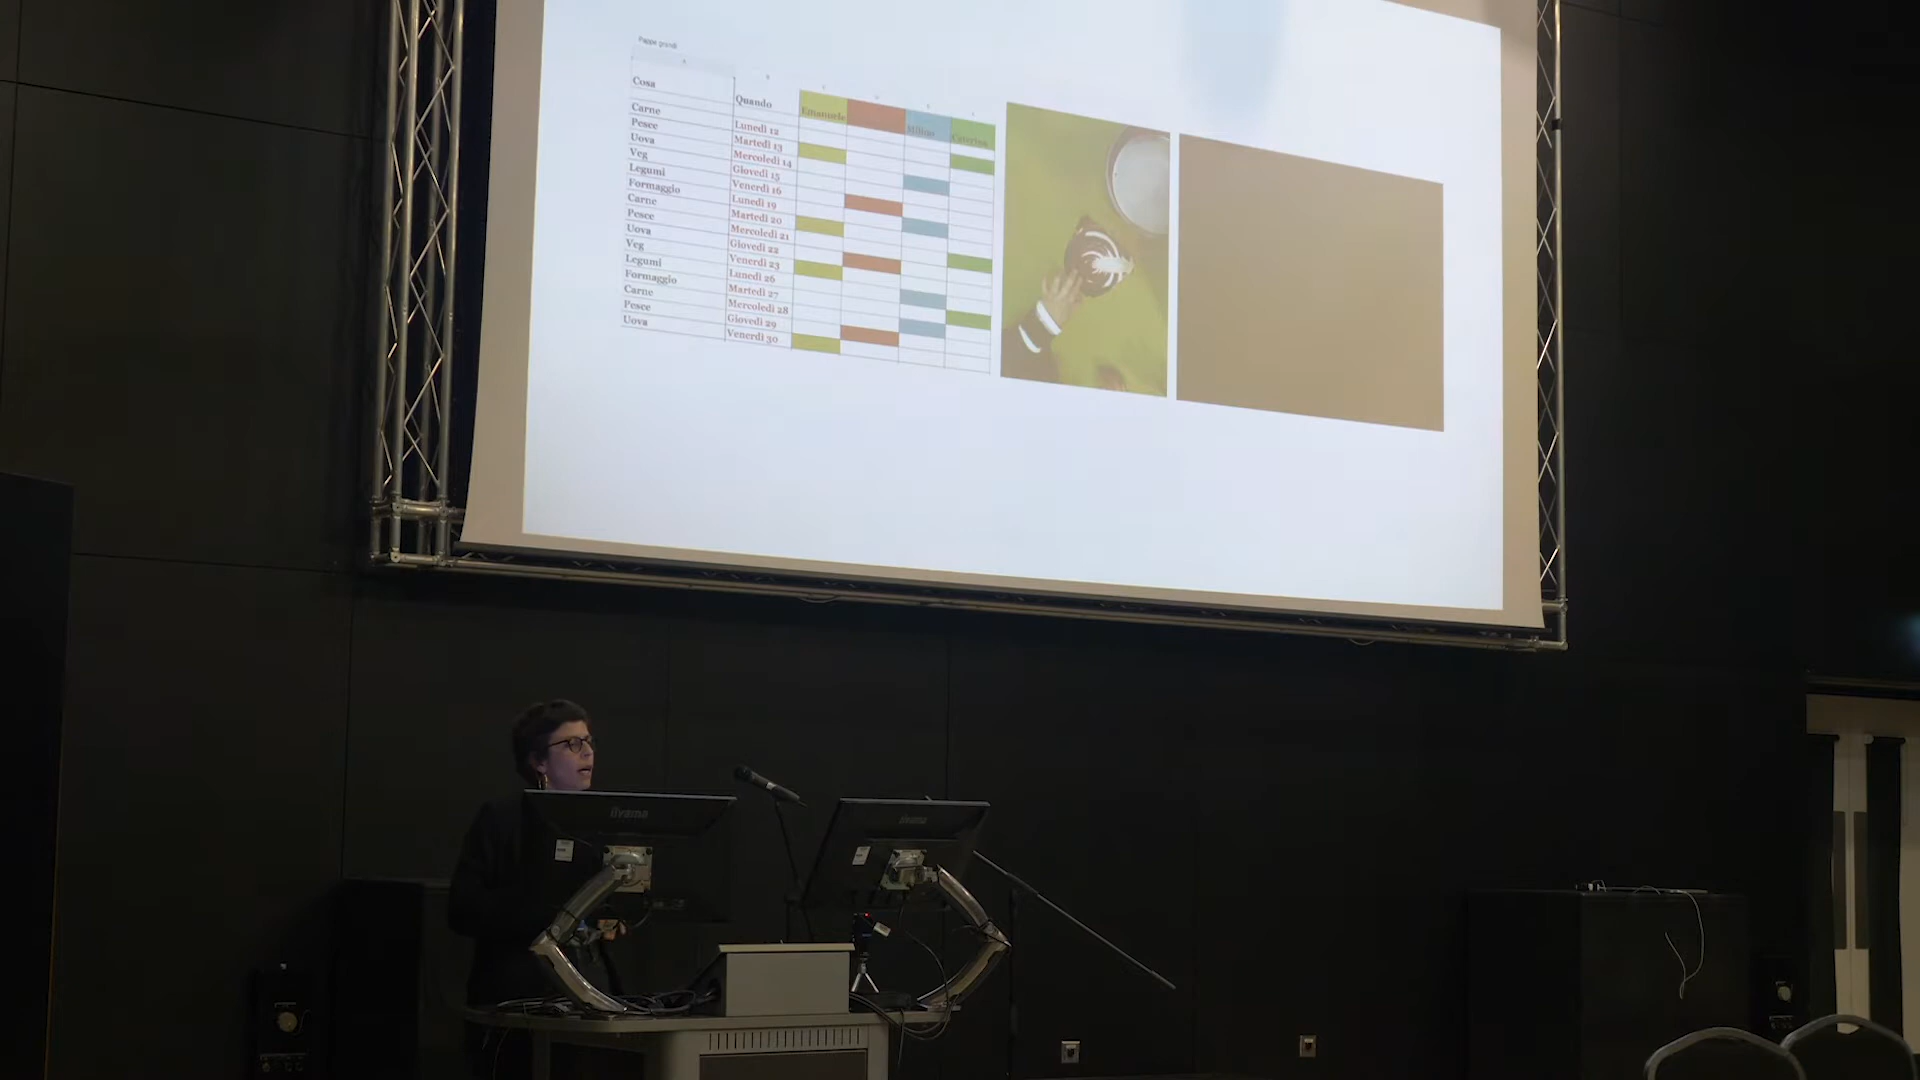 Pappe grandi
A B C D E
Cosa Quando Emanuele Milino Caterina
Carne Lunedì 12
Pesce Martedì 13
Uova Mercoledì 14
Veg Giovedì 15
Legumi Venerdì 16
Formaggio Lunedì 19
Carne Martedì 20
Pesce Mercoledì 21
Uova Giovedì 22
Veg Venerdì 23
Legumi Lunedì 26
Formaggio Martedì 27
Carne Mercoledì 28
Pesce Giovedì 29
Uova Venerdì 30
iiyama
iiyama